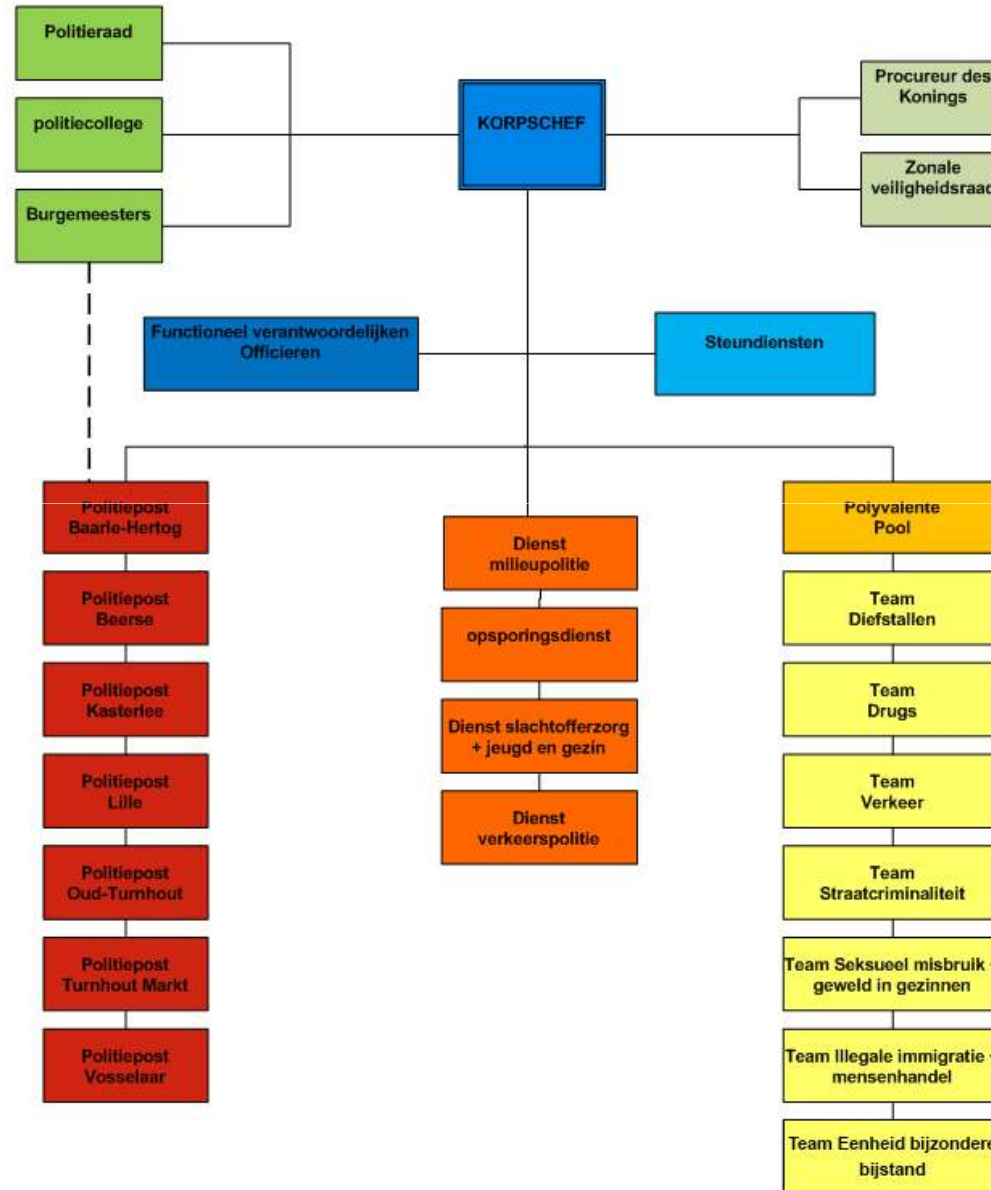 Politieraad
politiecollege
Burgemeesters
KORPSCHEF
Procureur des
Konings
Zonale
veiligheidsraad
Functioneel verantwoordelijken
Officieren
Steundiensten
Politiepost
Baarle-Hertog
Politiepost
Beerse
Politiepost
Kasterlee
Politiepost
Lille
Politiepost
Oud-Turnhout
Politiepost
Turnhout Markt
Politiepost
Vosselaar
Dienst
milieupolitie
opsporingsdienst
Dienst slachtofferzorg
+ jeugd en gezin
Dienst
verkeerspolitie
Polyvalente
Pool
Team
Diefstallen
Team
Drugs
Team
Verkeer
Team
Straatcriminaliteit
Team Seksueel misbruik +
geweld in gezinnen
Team Illegale immigratie +
mensenhandel
Team Eenheid bijzondere
bijstand